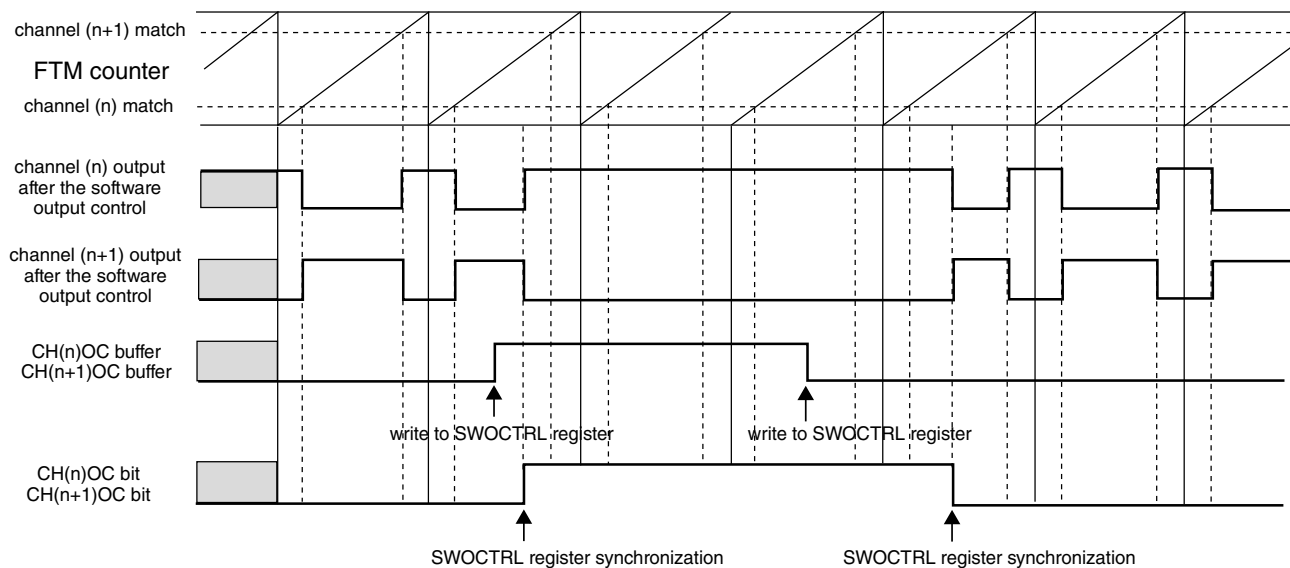 channel (n+1) match
FTM counter
channel (n) match
channel (n) output
after the software
output control
channel (n+1) output
after the software
output control
CH(n)OC buffer
CH(n+1)OC buffer
write to SWOCTRL register
write to SWOCTRL register
CH(n)OC bit
CH(n+1)OC bit
SWOCTRL register synchronization
SWOCTRL register synchronization